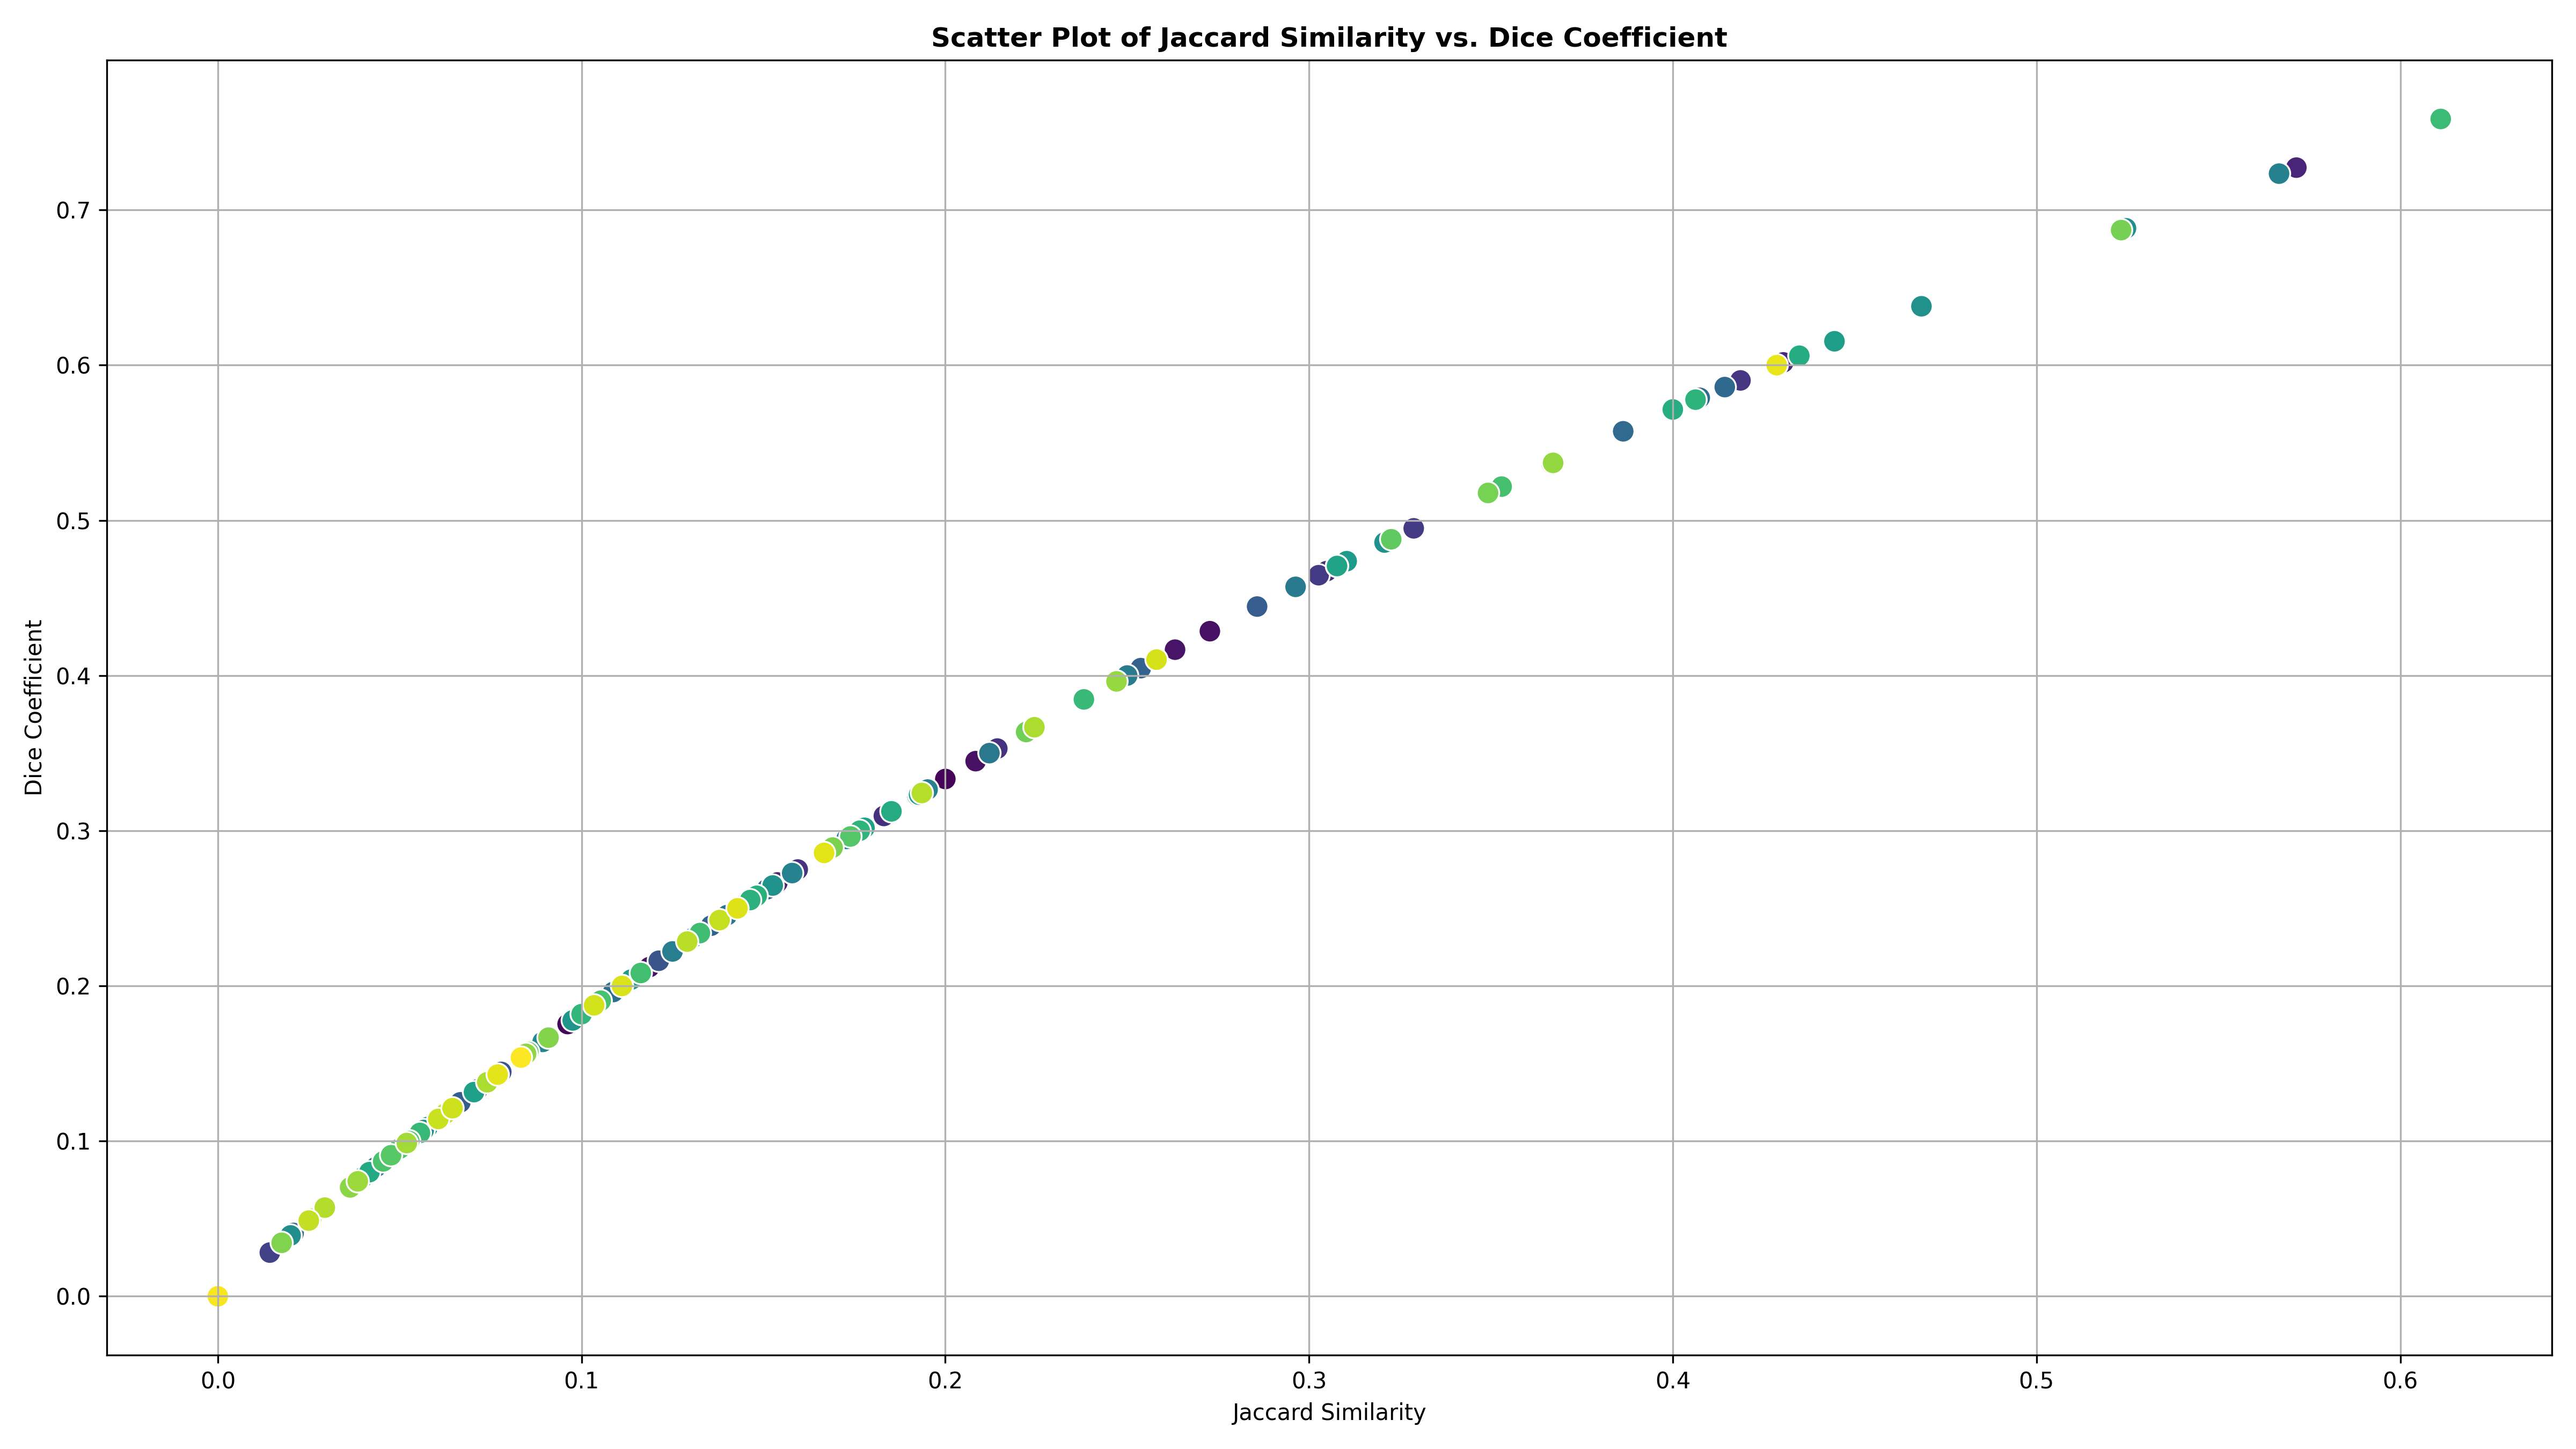 Scatter Plot of Jaccard Similarity vs. Dice Coefficient
0.7
0.6
0.5
0.4
0.3
0.2
0.1
0.0
Dice Coefficient
0.0 0.1 0.2 0.3 0.4 0.5 0.6
Jaccard Similarity